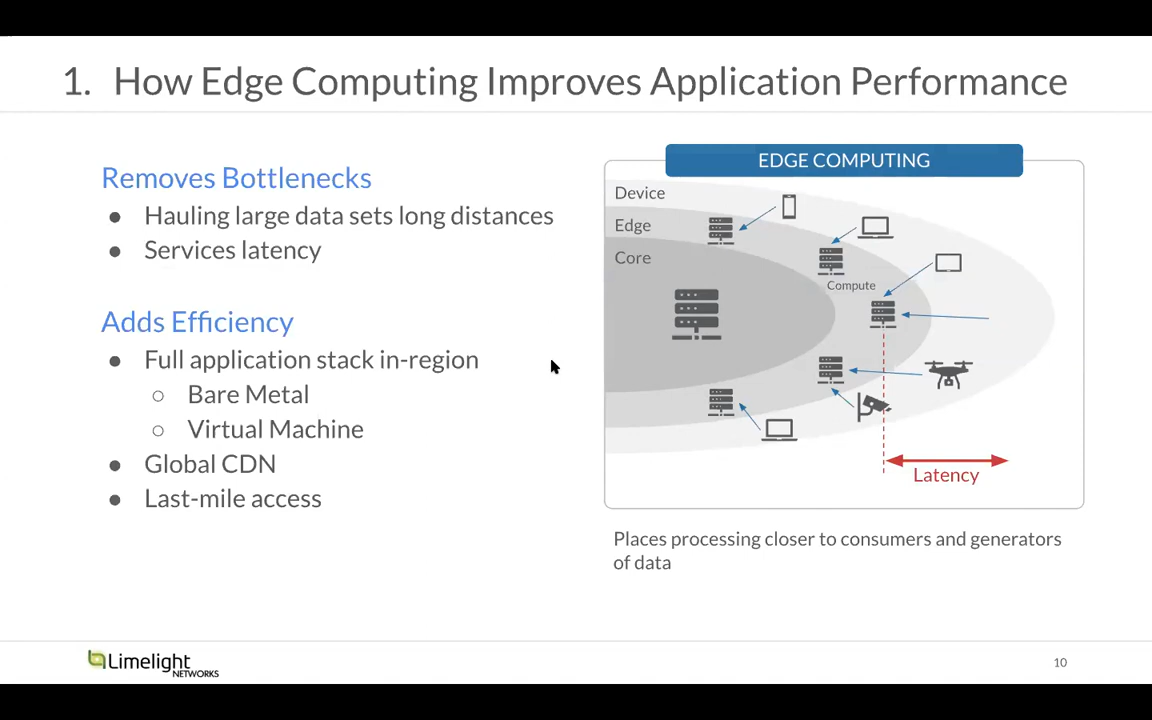 1. How Edge Computing Improves Application Performance
Removes Bottlenecks
● Hauling large data sets long distances
● Services latency
Adds Efficiency
● Full application stack in-region
○ Bare Metal
○ Virtual Machine
● Global CDN
● Last-mile access
EDGE COMPUTING
Device
Edge
Core
Compute
Latency
Places processing closer to consumers and generators
of data
Limelight
NETWORKS
10